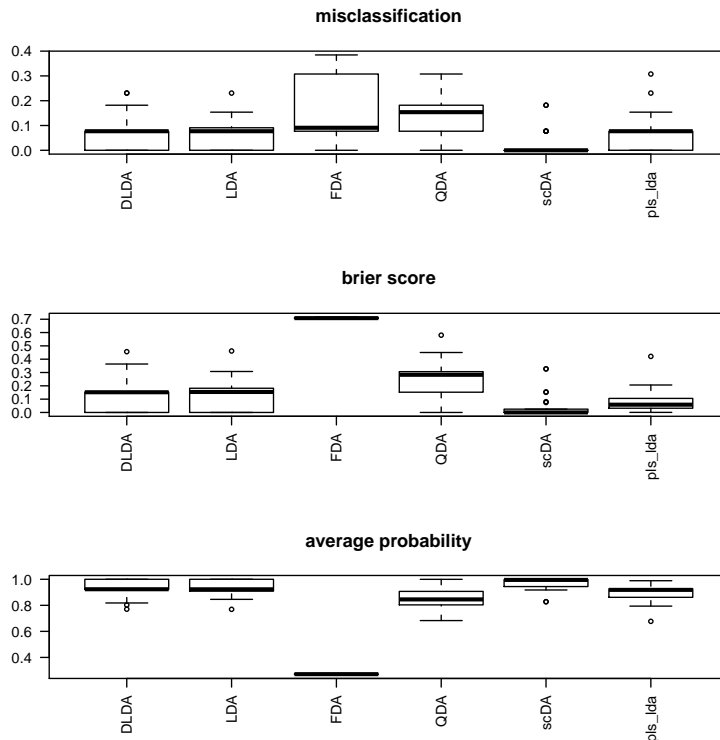 misclassification
0.4
0.3
0.2
0.1
0.0
DLDA
LDA
FDA
QDA
scDA
pls_lda
brier score
0.7
0.6
0.5
0.4
0.3
0.2
0.1
0.0
DLDA
LDA
FDA
QDA
scDA
pls_lda
average probability
1.0
0.8
0.6
0.4
DLDA
LDA
FDA
QDA
scDA
pls_lda